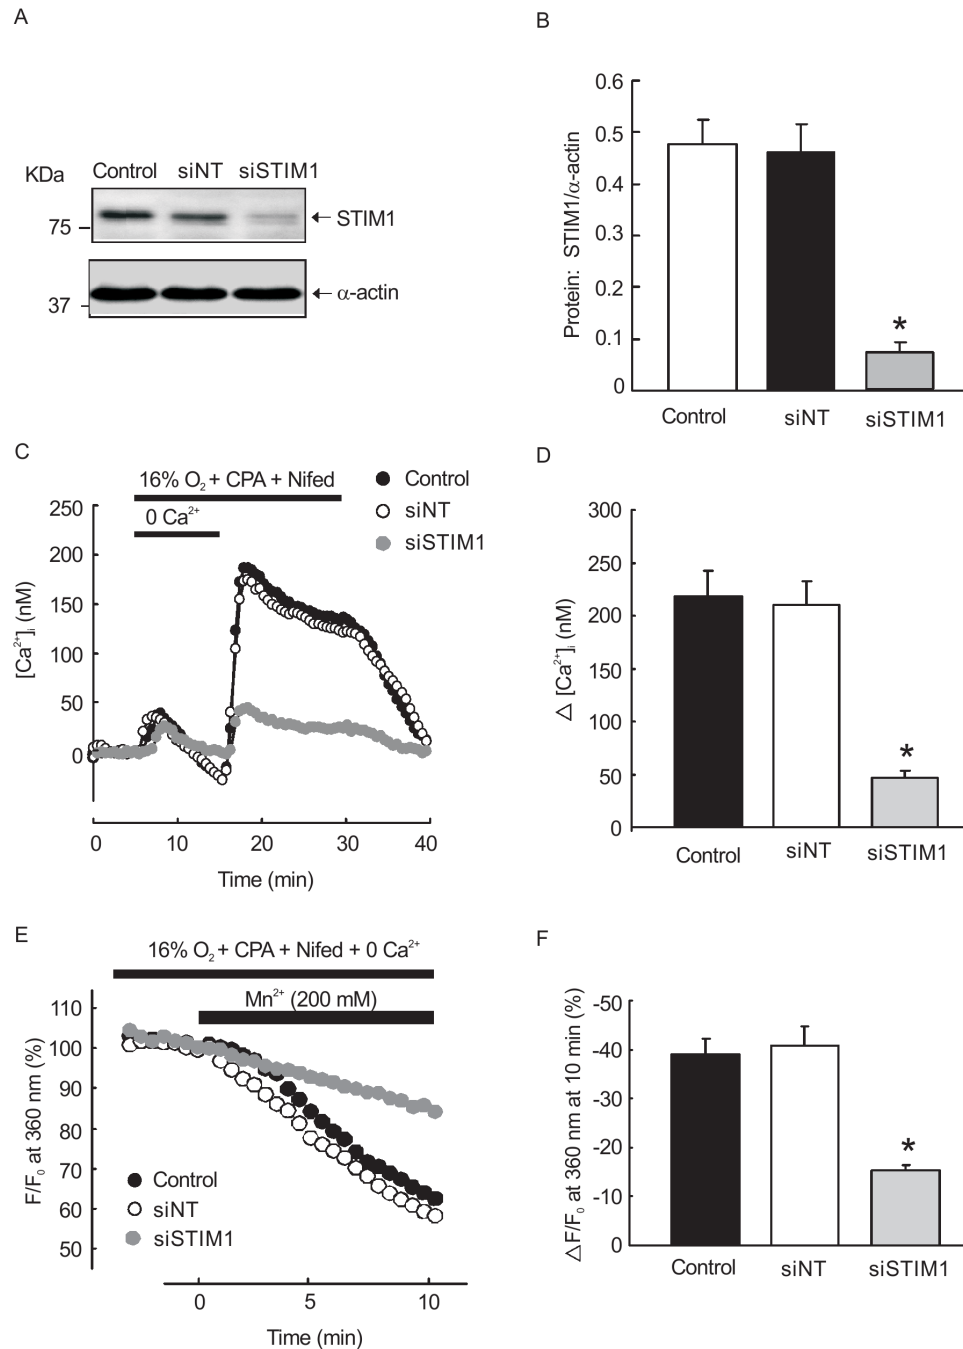 A
KDa
Control siNT siSTIM1
75
STIM1
37
α-actin
B
Protein: STIM1/α-actin
0.6
0.5
0.4
0.3
0.2
0.1
0
*
Control siNT siSTIM1
C
16% O₂ + CPA + Nifed
0 Ca²⁺
Control
siNT
siSTIM1
[Ca²⁺]ᵢ (nM)
250
200
150
100
50
0
0 10 20 30 40
Time (min)
D
△ [Ca²⁺]ᵢ (nM)
300
250
200
150
100
50
0
*
Control siNT siSTIM1
E
16% O₂ + CPA + Nifed + 0 Ca²⁺
Mn²⁺ (200 mM)
F/F₀ at 360 nm (%)
110
100
90
80
70
60
50
Control
siNT
siSTIM1
0 5 10
Time (min)
F
△F/F₀ at 360 nm at 10 min (%)
-50
-40
-30
-20
-10
0
*
Control siNT siSTIM1